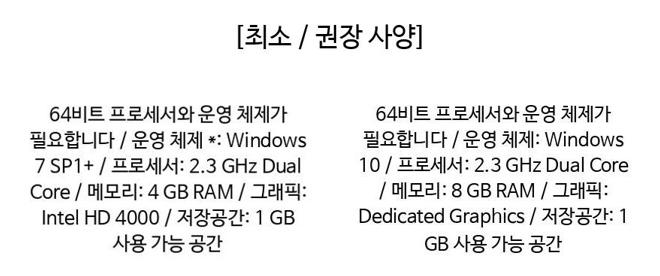 [최소 / 권장 사양]
64비트 프로세서와 운영 체제가
필요합니다 / 운영 체제 *: Windows
7 SP1+ / 프로세서: 2.3 GHz Dual
Core / 메모리: 4 GB RAM / 그래픽:
Intel HD 4000 / 저장공간: 1 GB
사용 가능 공간
64비트 프로세서와 운영 체제가
필요합니다 / 운영 체제: Windows
10 / 프로세서: 2.3 GHz Dual Core
/ 메모리: 8 GB RAM / 그래픽:
Dedicated Graphics / 저장공간: 1
GB 사용 가능 공간